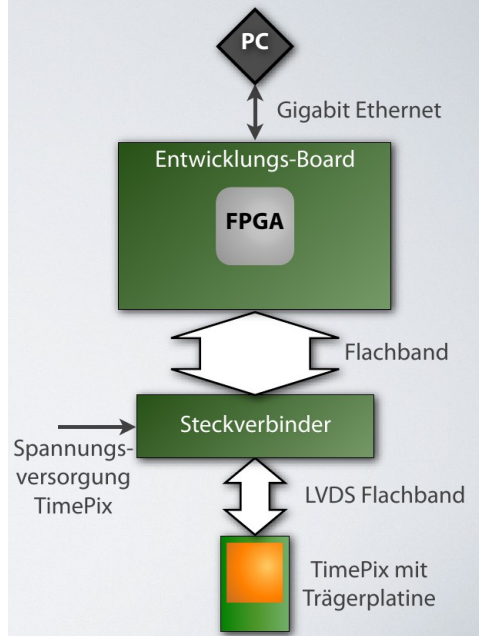 PC
Gigabit Ethernet
Entwicklungs-Board
FPGA
Flachband
Steckverbinder
Spannungs-
versorgung
TimePix
LVDS Flachband
TimePix mit
Trägerplatine